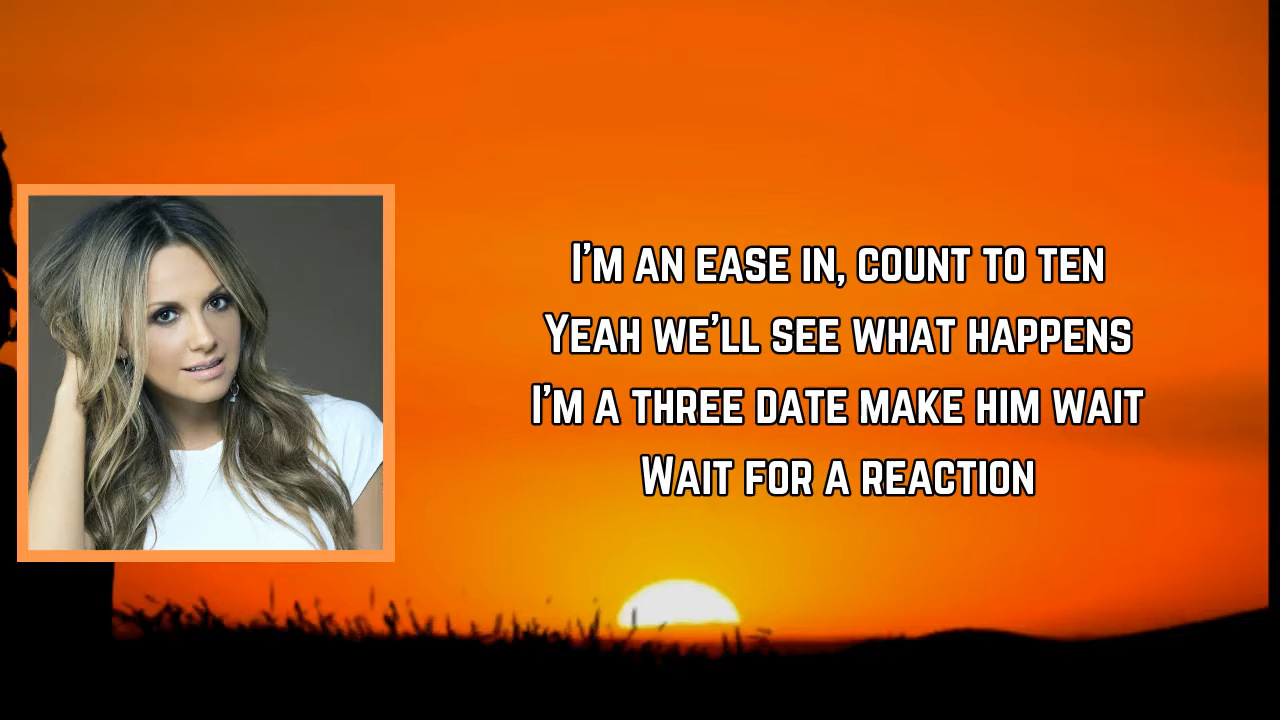 I'm an ease in, count to ten
Yeah we'll see what happens
I'm a three date make him wait
Wait for a reaction